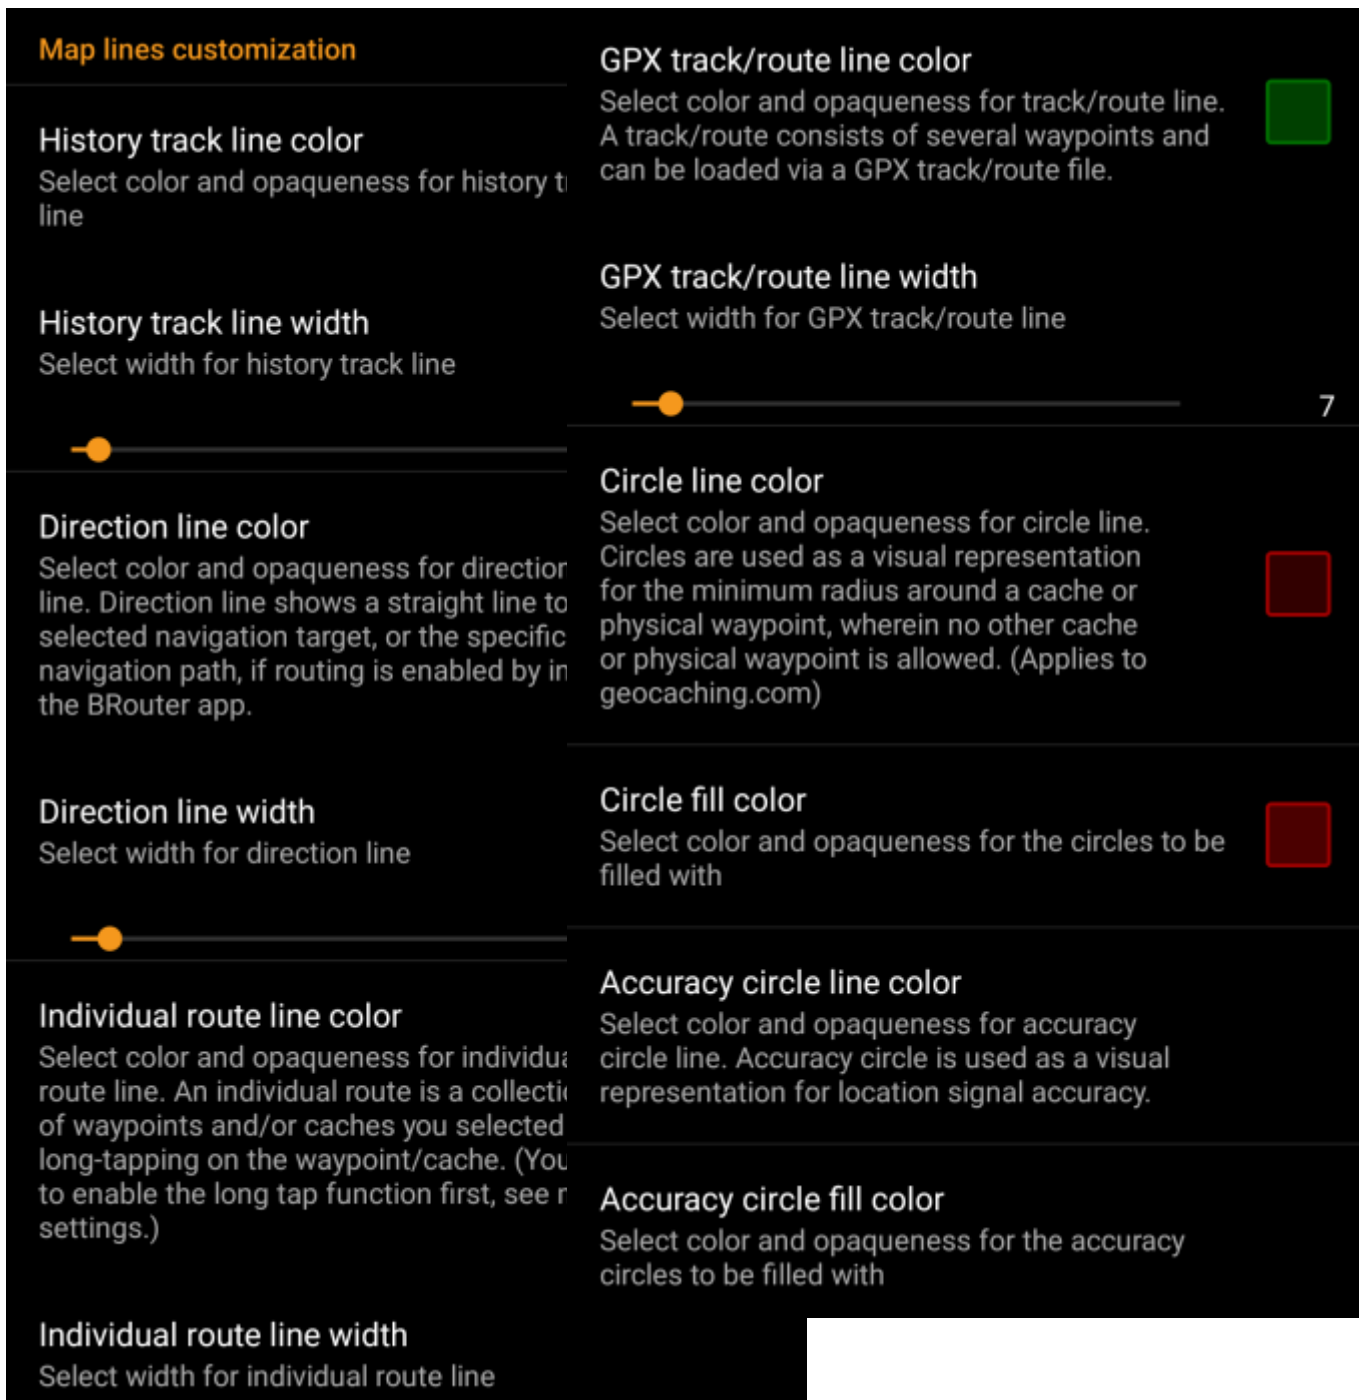 Map lines customization
History track line color
Select color and opaqueness for history
line
History track line width
Select width for history track line
Direction line color
Select color and opaqueness for direction
line. Direction line shows a straight line to
selected navigation target, or the specific
navigation path, if routing is enabled by
the BRouter app.
Direction line width
Select width for direction line
Individual route line color
Select color and opaqueness for
route line. An individual route is a
of waypoints and/or caches you selected
long-tapping on the waypoint/cache. (You
to enable the long tap function first, see
settings.)
Individual route line width
Select width for individual route line
GPX track/route line color
Select color and opaqueness for track/route line.
A track/route consists of several waypoints and
can be loaded via a GPX track/route file.
GPX track/route line width
Select width for GPX track/route line
7
Circle line color
Select color and opaqueness for circle line.
Circles are used as a visual representation
for the minimum radius around a cache or
physical waypoint, wherein no other cache
or physical waypoint is allowed. (Applies to
geocaching.com)
Circle fill color
Select color and opaqueness for the circles to be
filled with
Accuracy circle line color
Select color and opaqueness for accuracy
circle line. Accuracy circle is used as a visual
representation for location signal accuracy.
Accuracy circle fill color
Select color and opaqueness for the accuracy
circles to be filled with